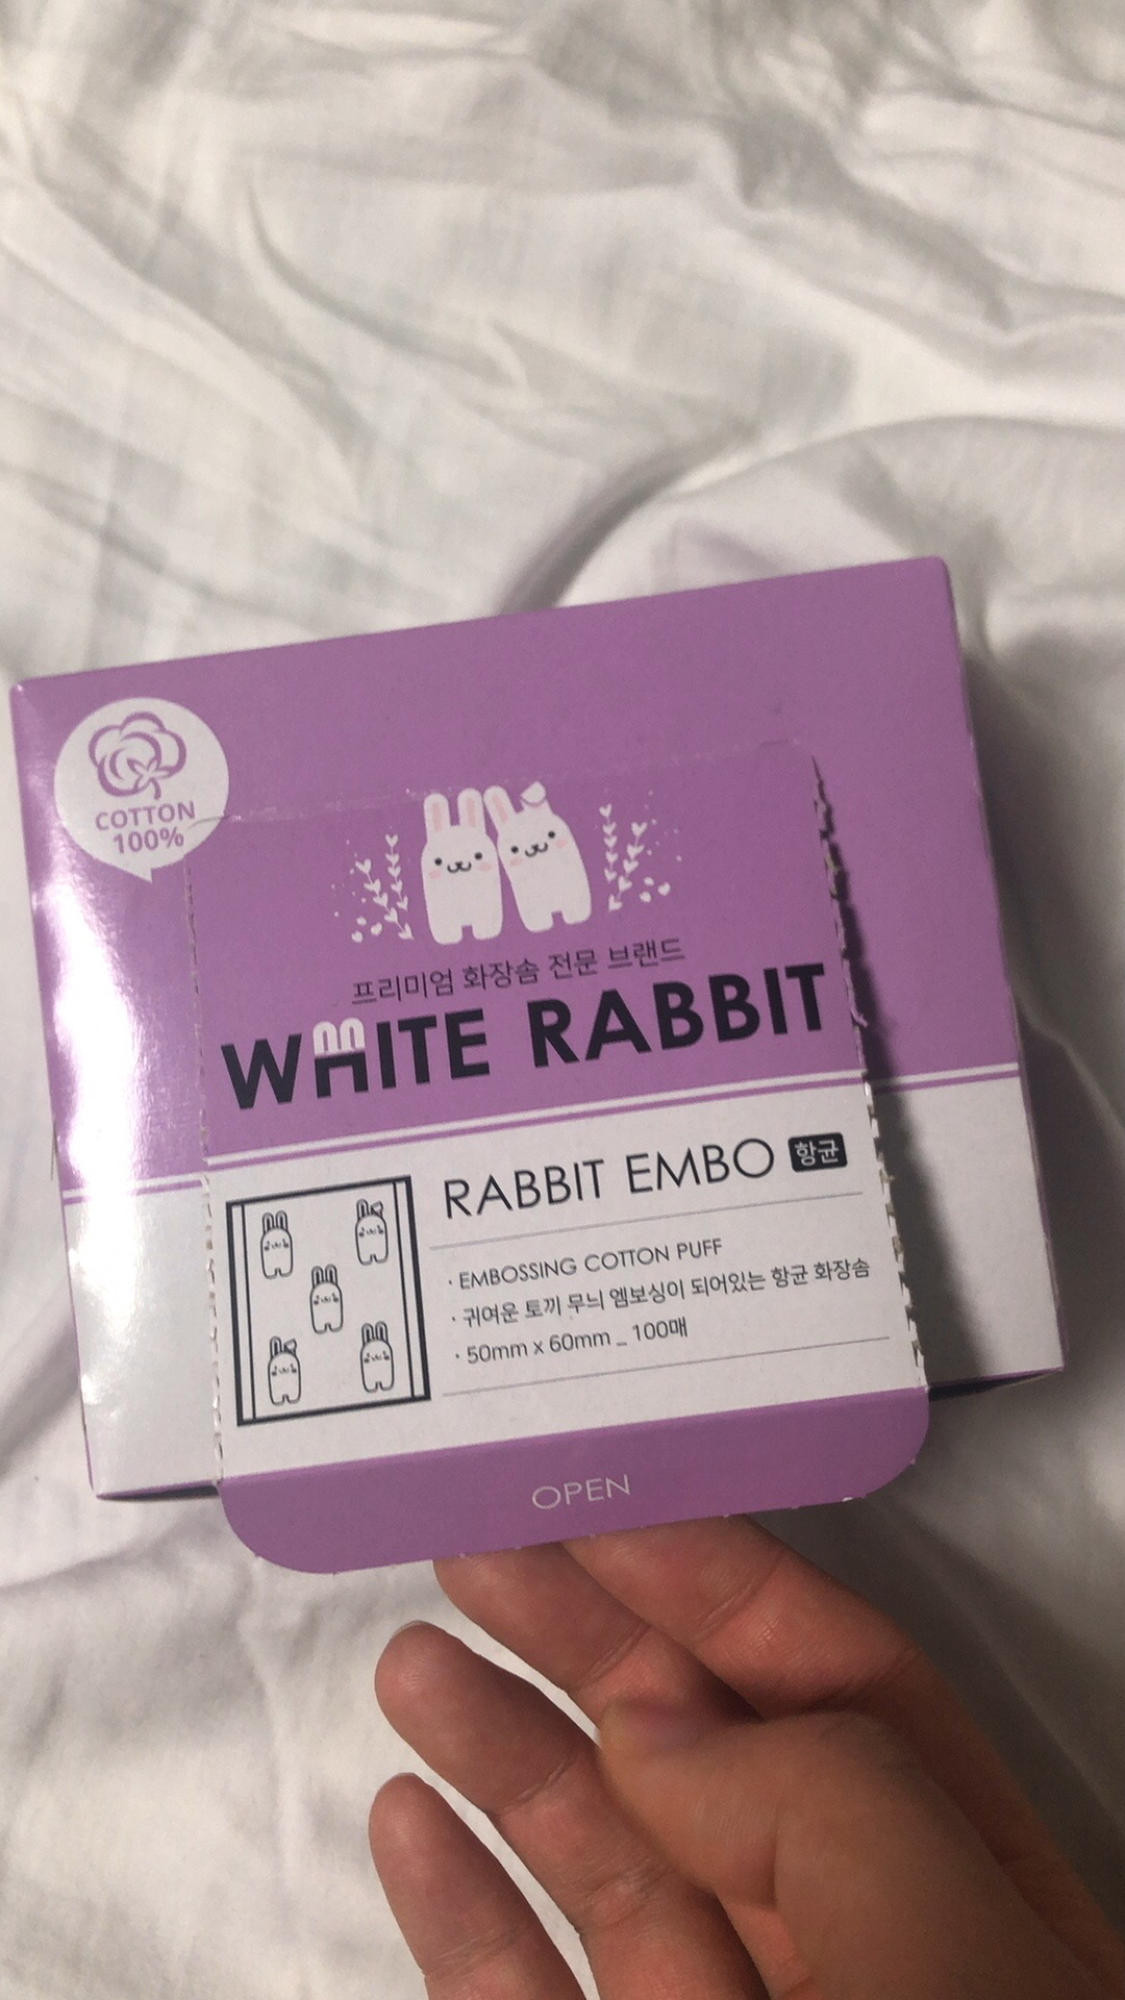 COTTON
100%
프리미엄 화장솜 전문 브랜드
WHITE RABBIT
RABBIT EMBO 항균
· EMBOSSING COTTON PUFF
· 귀여운 토끼 무늬 엠보싱이 되어있는 항균 화장솜
· 50mm x 60mm _ 100매
OPEN